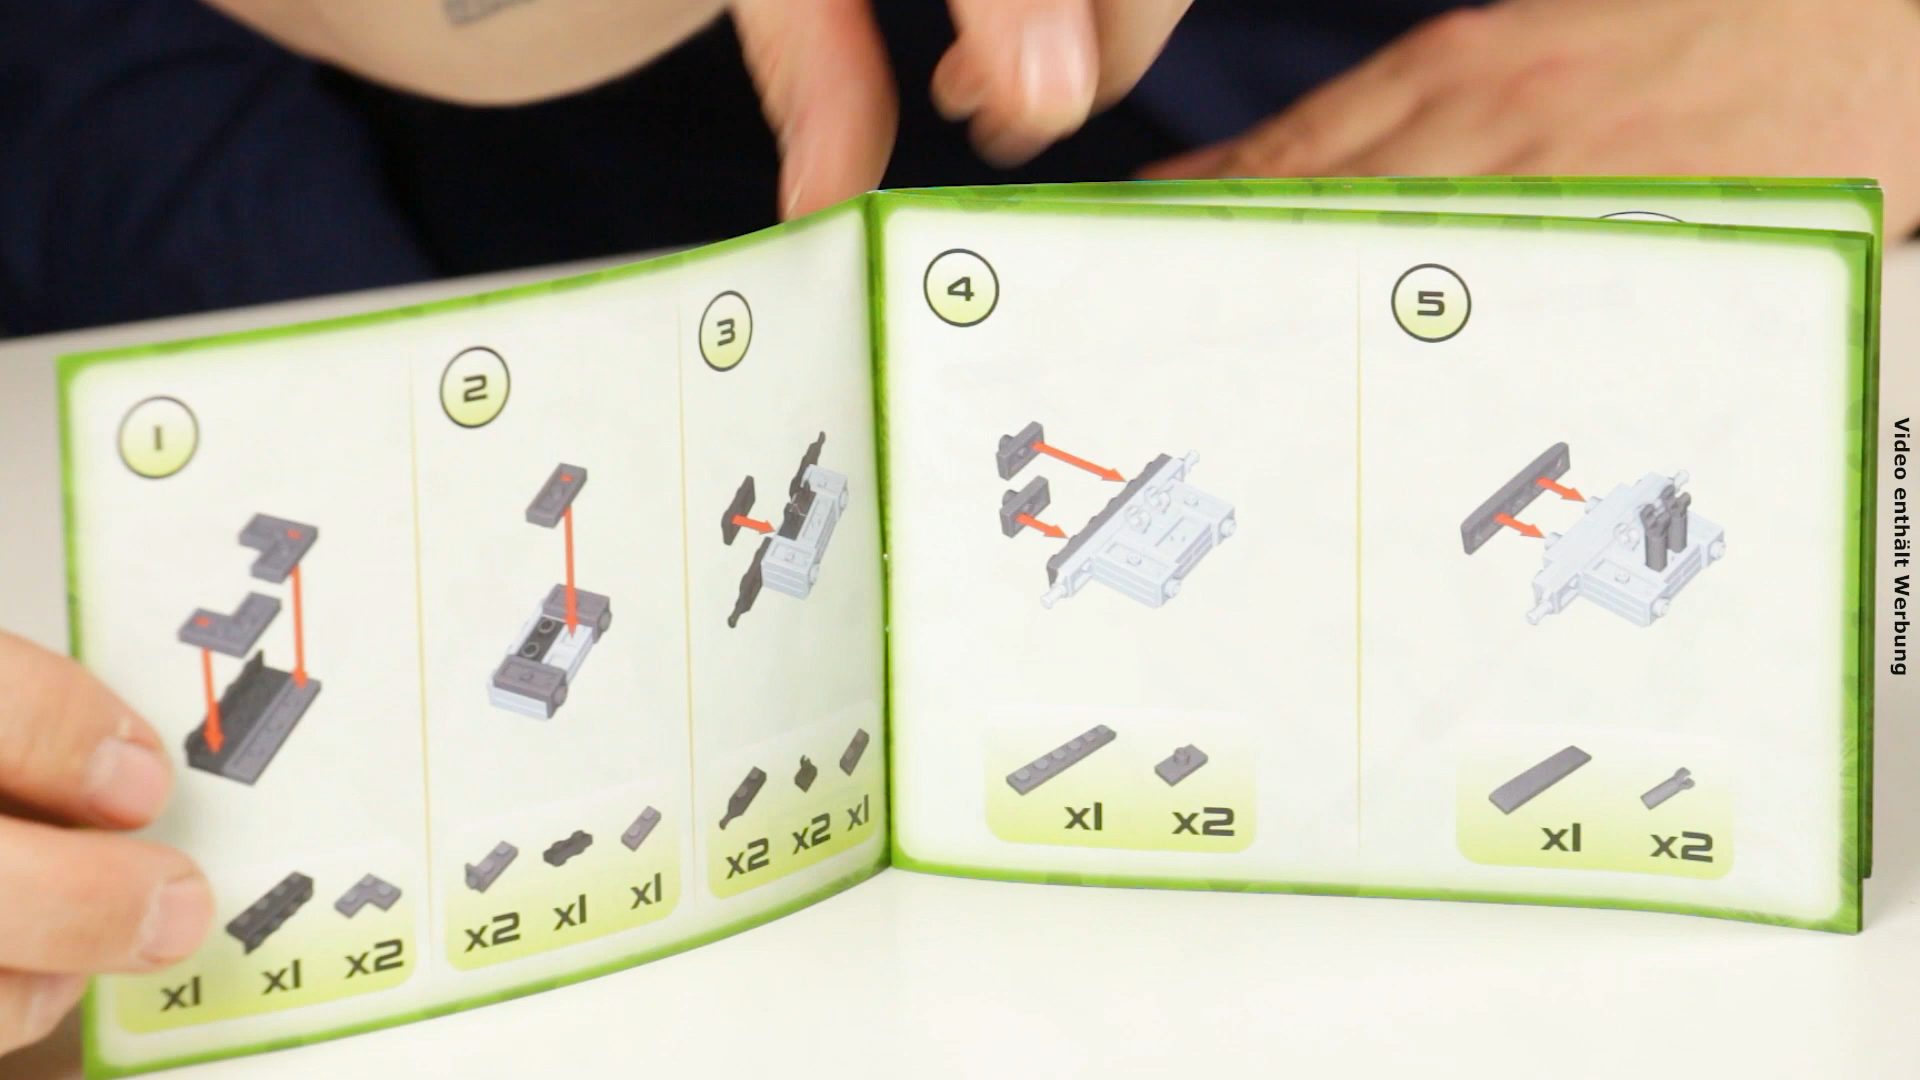 1
x1 x1 x2
2
x2 x1 x1
3
x2 x2 x1
4
x1 x2
5
x1 x2
Video enthält Werbung